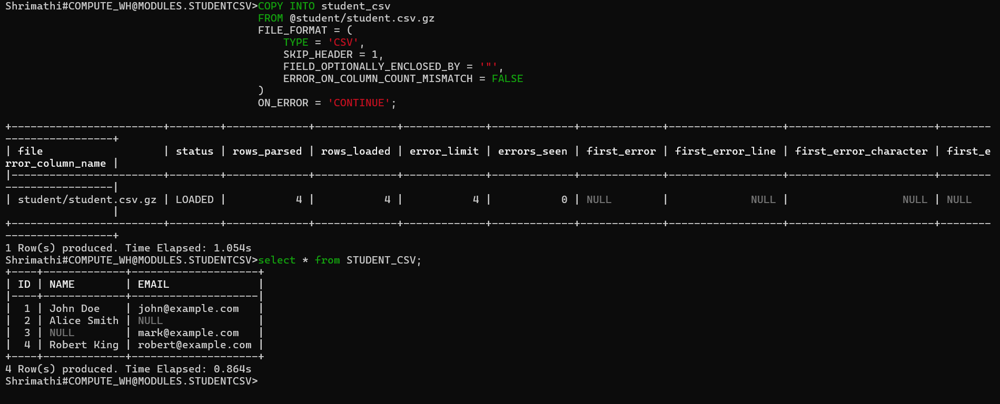 Shrimathi#COMPUTE_WH@MODULES.STUDENTCSV>COPY INTO student_csv
                                        FROM @student/student.csv.gz
                                        FILE_FORMAT = (
                                            TYPE = 'CSV',
                                            SKIP_HEADER = 1,
                                            FIELD_OPTIONALLY_ENCLOSED_BY = '"',
                                            ERROR_ON_COLUMN_COUNT_MISMATCH = FALSE
                                        )
                                        ON_ERROR = 'CONTINUE';
+------------------------+--------+-------------+-------------+-------------+-------------+-------------+------------------+------------------------+--------
-----------------+
| file                   | status | rows_parsed | rows_loaded | error_limit | errors_seen | first_error | first_error_line | first_error_character | first_e
rror_column_name |
|------------------------+--------+-------------+-------------+-------------+-------------+-------------+------------------+------------------------+--------
-----------------|
| student/student.csv.gz | LOADED |           4 |           4 |           4 |           0 | NULL        |             NULL |                  NULL | NULL
                 |
+------------------------+--------+-------------+-------------+-------------+-------------+-------------+------------------+------------------------+--------
-----------------+
1 Row(s) produced. Time Elapsed: 1.054s
Shrimathi#COMPUTE_WH@MODULES.STUDENTCSV>select * from STUDENT_CSV;
+----+-------------+--------------------+
| ID | NAME        | EMAIL              |
|----+-------------+--------------------|
|  1 | John Doe    | john@example.com   |
|  2 | Alice Smith | NULL               |
|  3 | NULL        | mark@example.com   |
|  4 | Robert King | robert@example.com |
+----+-------------+--------------------+
4 Row(s) produced. Time Elapsed: 0.864s
Shrimathi#COMPUTE_WH@MODULES.STUDENTCSV>